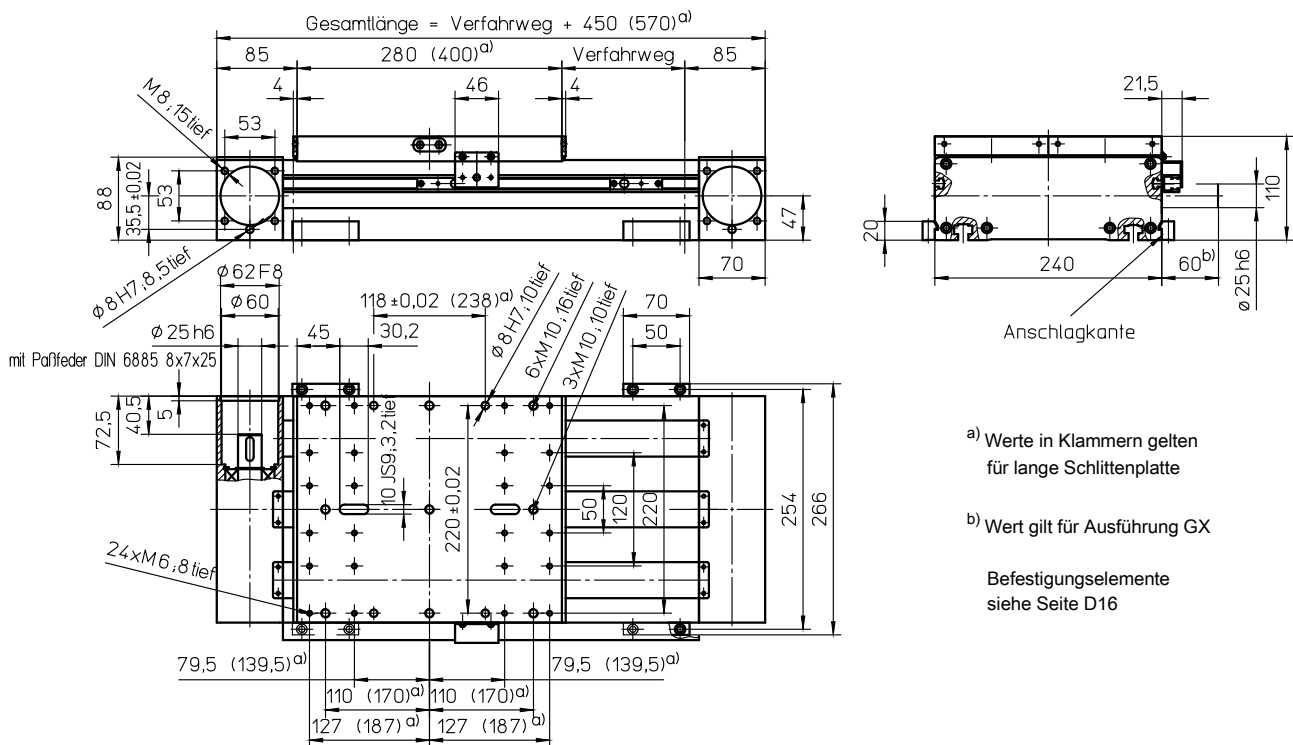 Gesamtlänge = Verfahrweg + 450 (570)a)
85
280 (400)a)
Verfahrweg
85
4
46
4
M8;15tief
53
53
88
35,5 ±0,02
47
70
ø8H7;8,5tief
21,5
110
20
240
60b)
ø25h6
Anschlagkante
ø62F8
ø60
ø25h6
mit Paßfeder DIN 6885 8x7x25
118±0,02 (238)a)
45
30,2
ø8H7;10tief
6xM10;16tief
3xM10;10tief
70
50
72,5
40,5
5
10JS9;3,2tief
220±0,02
50
120
220
254
266
24xM6;8tief
79,5 (139,5)a)
79,5 (139,5)a)
110 (170)a)
110 (170)a)
127 (187)a)
127 (187)a)
a) Werte in Klammern gelten
für lange Schlittenplatte
b) Wert gilt für Ausführung GX
Befestigungselemente
siehe Seite D16